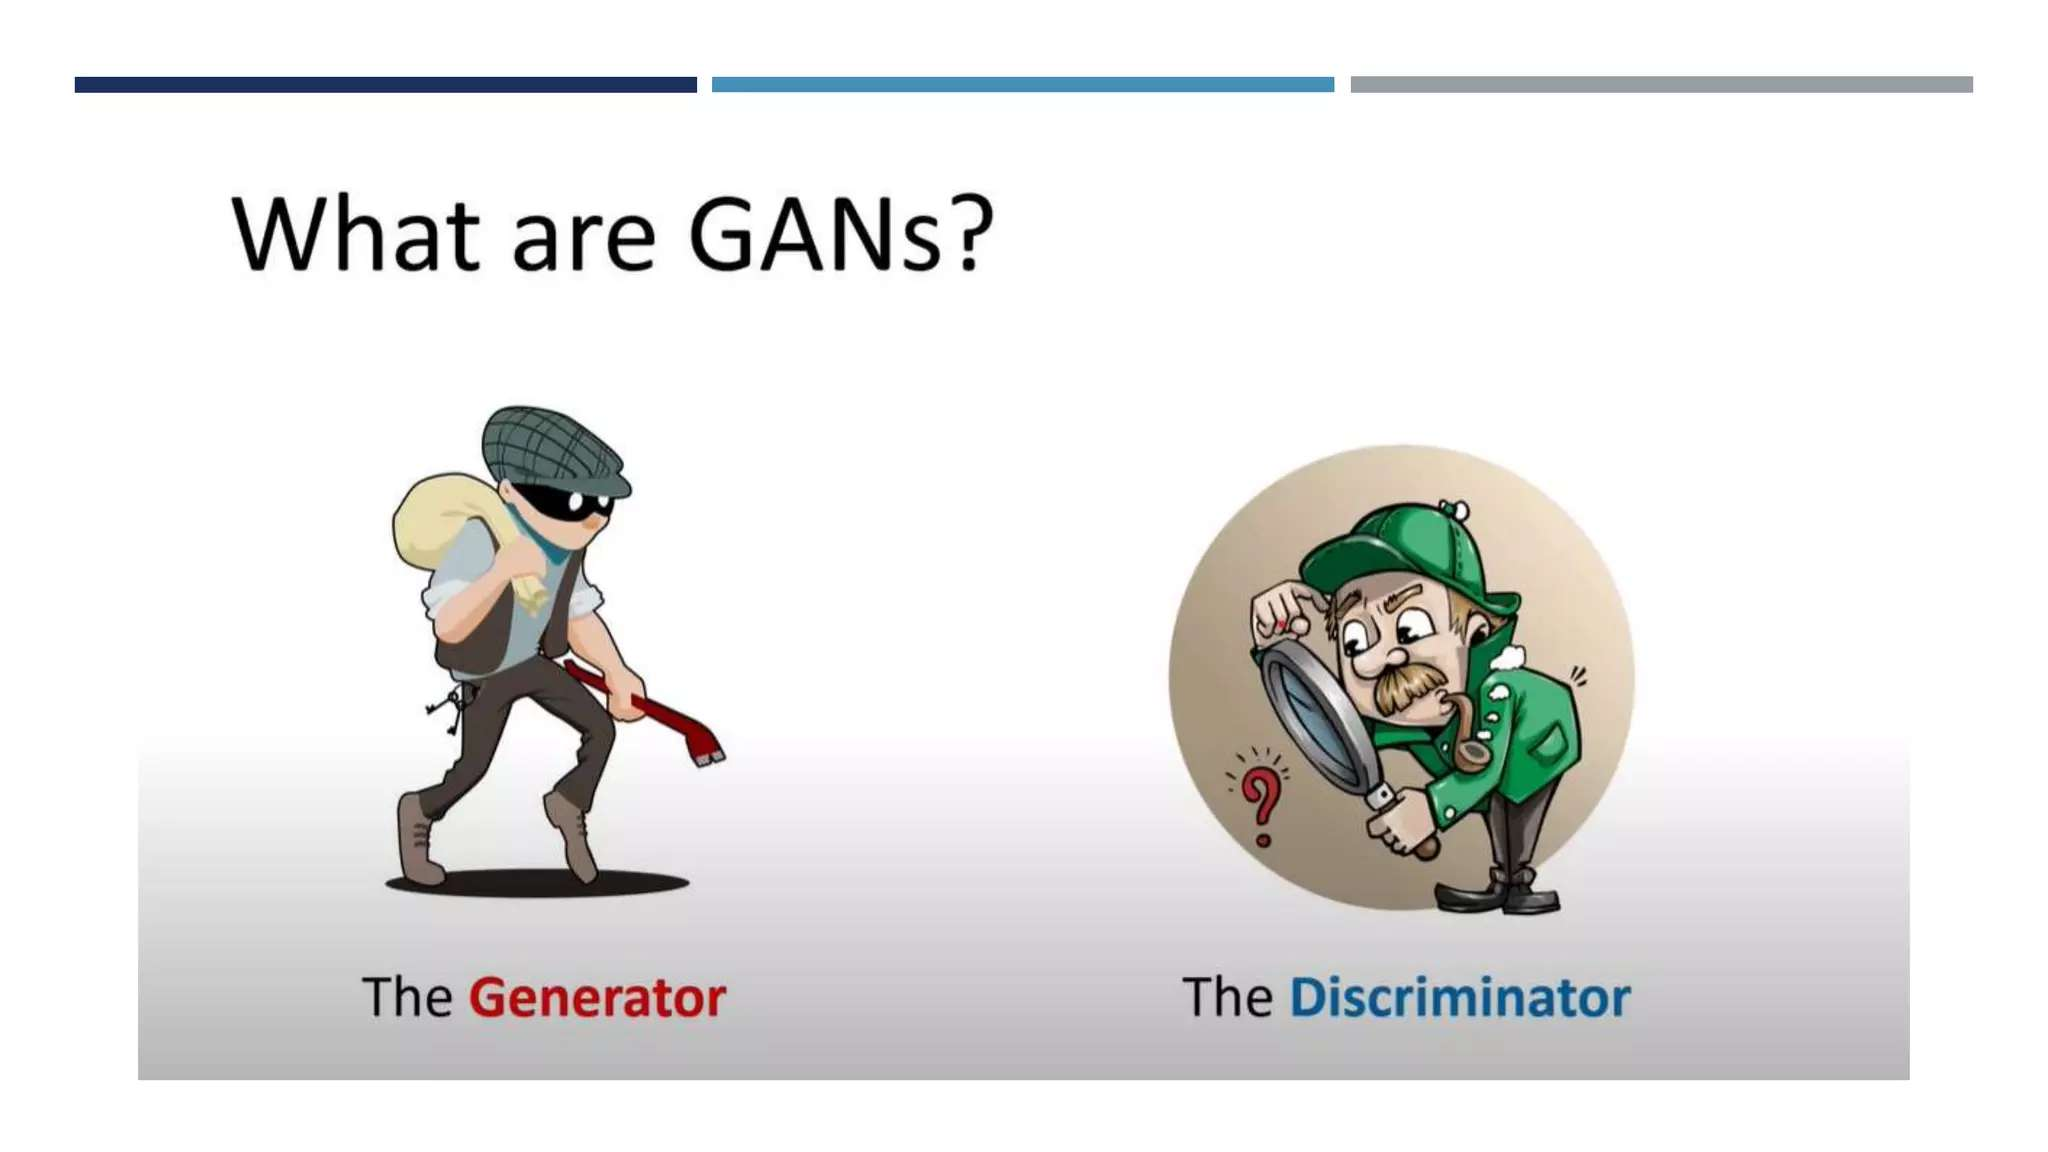 What are GANs?
The Generator
The Discriminator